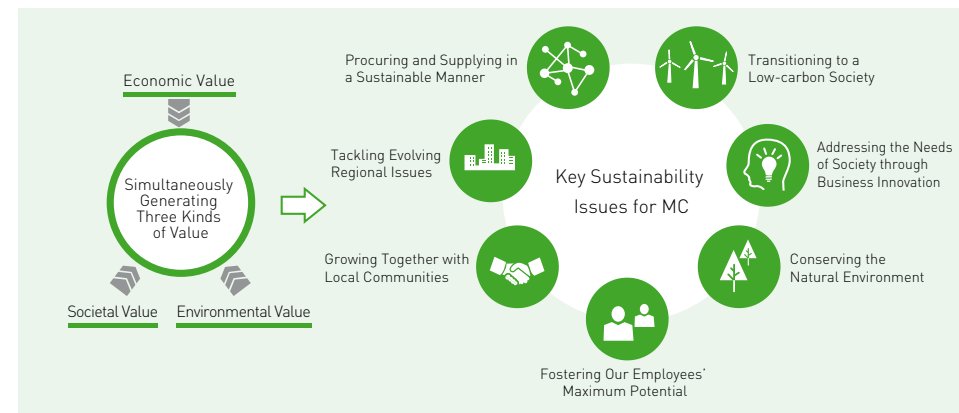 Economic Value
Simultaneously
Generating
Three Kinds
of Value
Societal Value
Environmental Value
Key Sustainability
Issues for MC
Transitioning to a
Low-carbon Society
Addressing the Needs
of Society through
Business Innovation
Conserving the
Natural Environment
Fostering Our Employees’
Maximum Potential
Growing Together with
Local Communities
Tackling Evolving
Regional Issues
Procuring and Supplying in
a Sustainable Manner